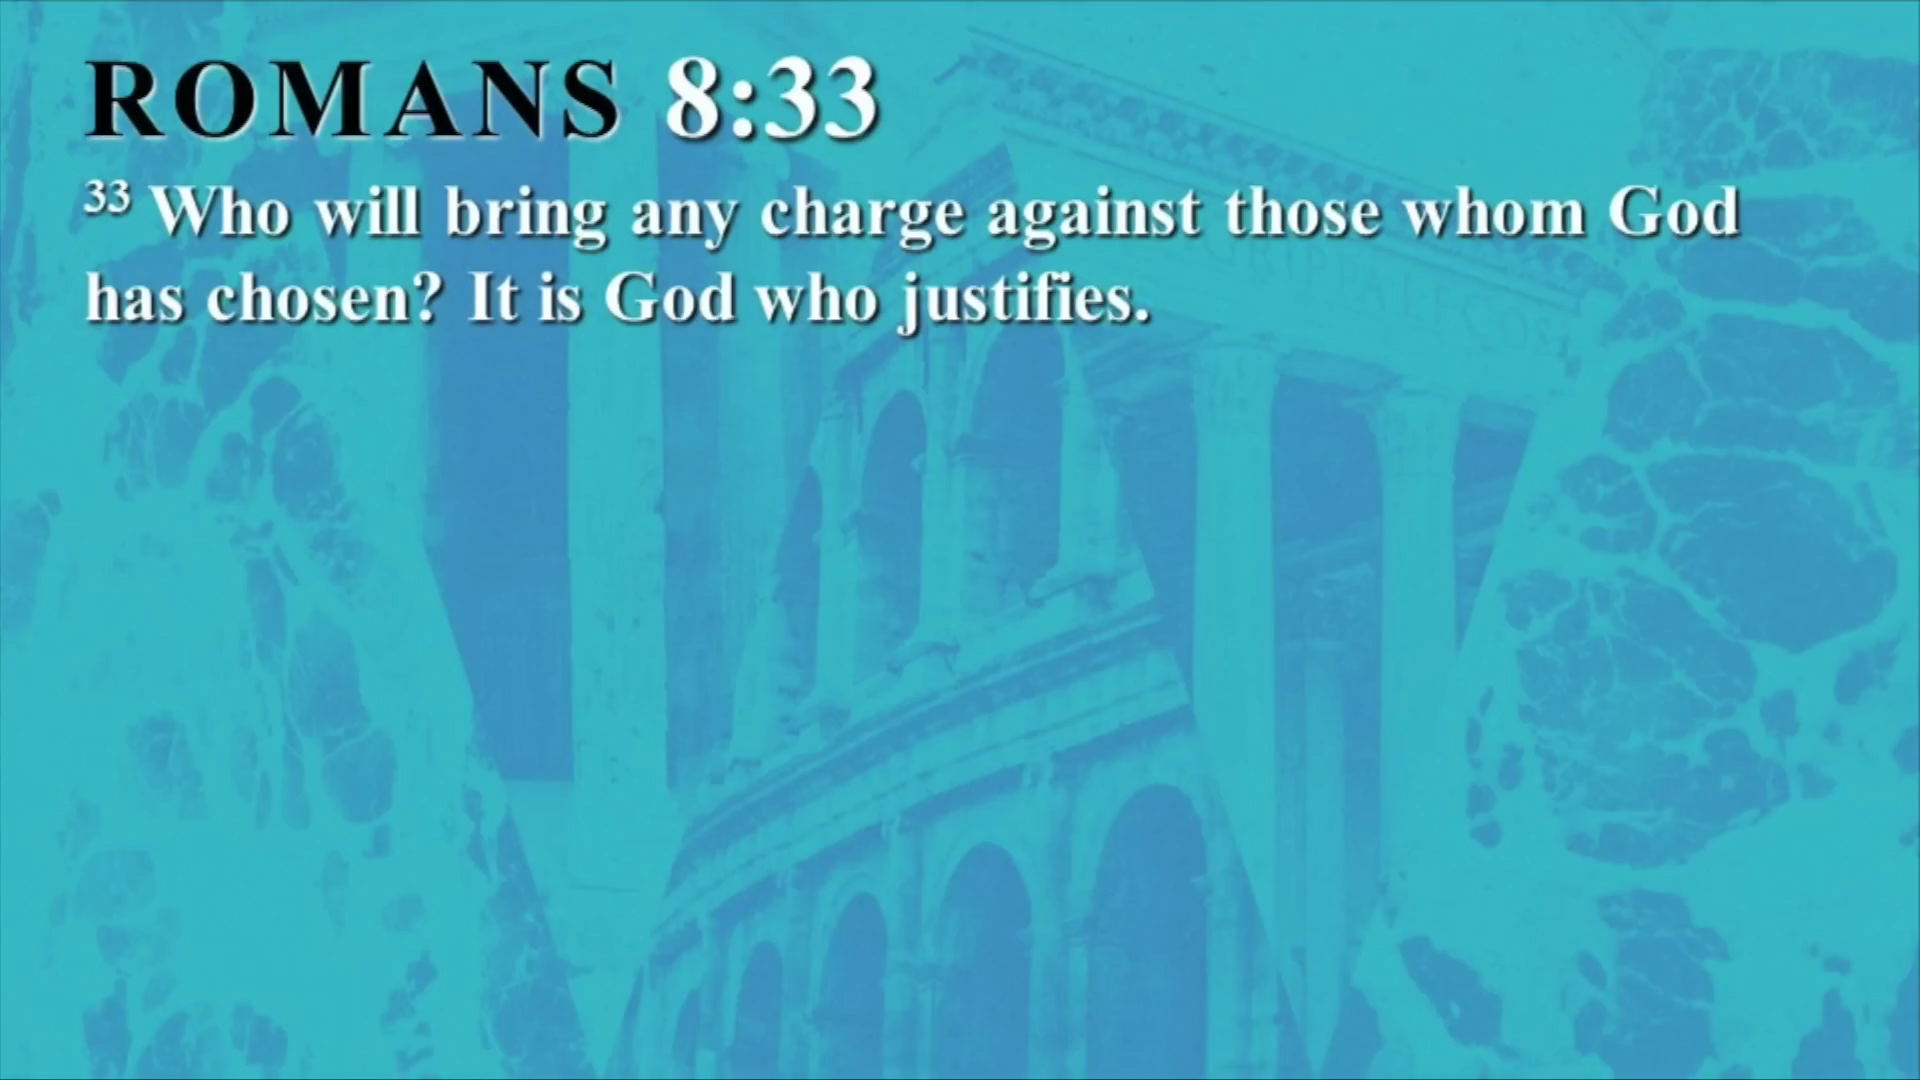 ROMANS 8:33
33 Who will bring any charge against those whom God
has chosen? It is God who justifies.